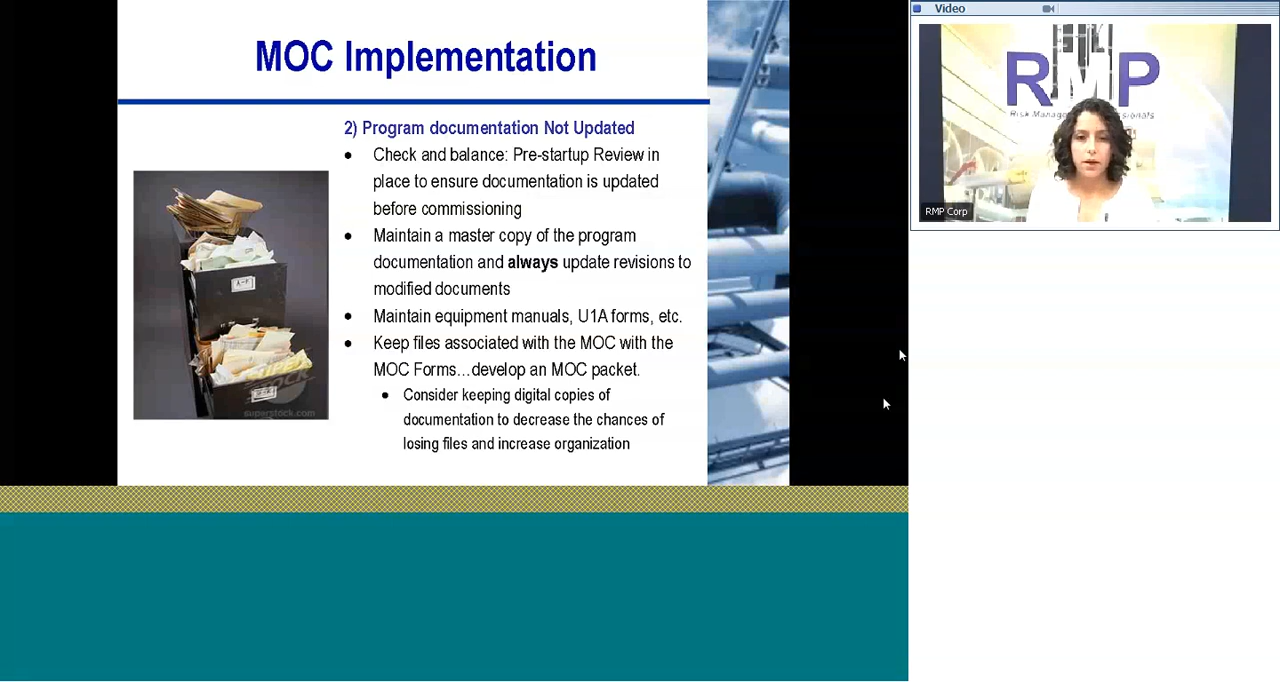 MOC Implementation
2) Program documentation Not Updated
● Check and balance: Pre-startup Review in
place to ensure documentation is updated
before commissioning
● Maintain a master copy of the program
documentation and always update revisions to
modified documents
● Maintain equipment manuals, U1A forms, etc.
● Keep files associated with the MOC with the
MOC Forms…develop an MOC packet.
● Consider keeping digital copies of
documentation to decrease the chances of
losing files and increase organization
superstock.com
Video
RMP
RMP Corp